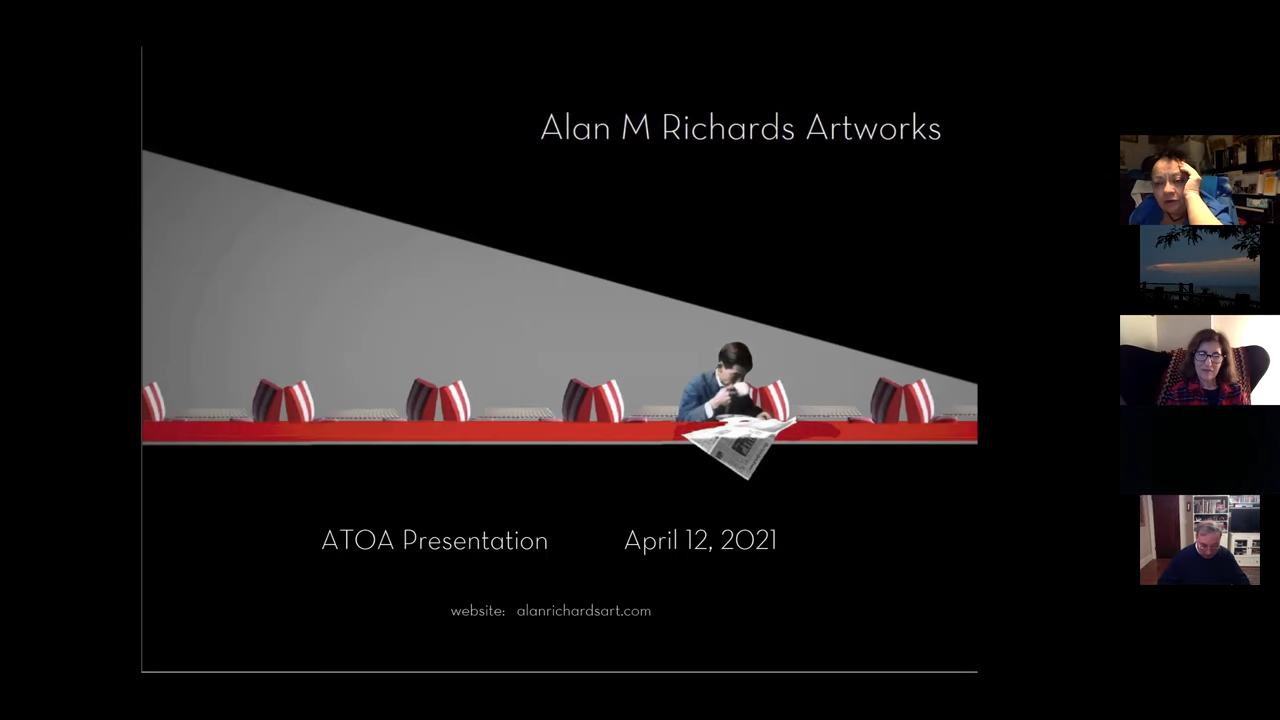 Alan M Richards Artworks
ATOA Presentation April 12, 2021
website: alanrichardsart.com